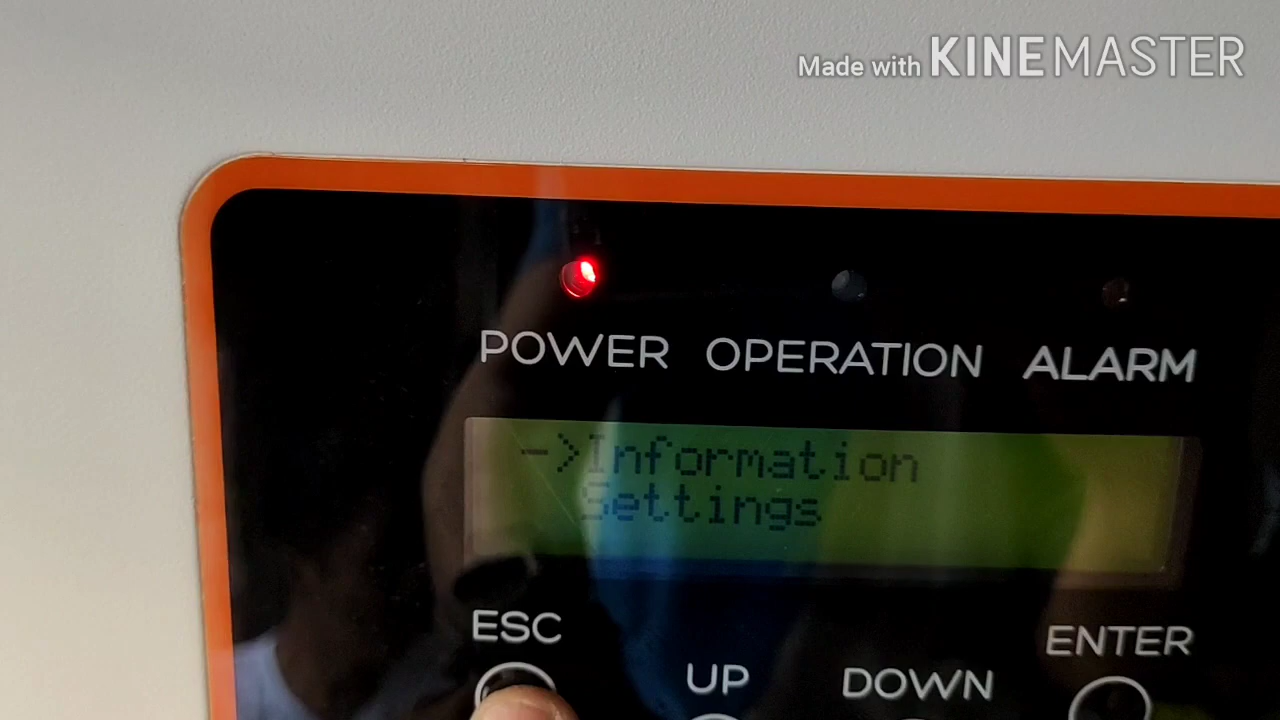 Made with KINEMASTER
POWER OPERATION ALARM
->Information
Settings
ESC UP DOWN ENTER